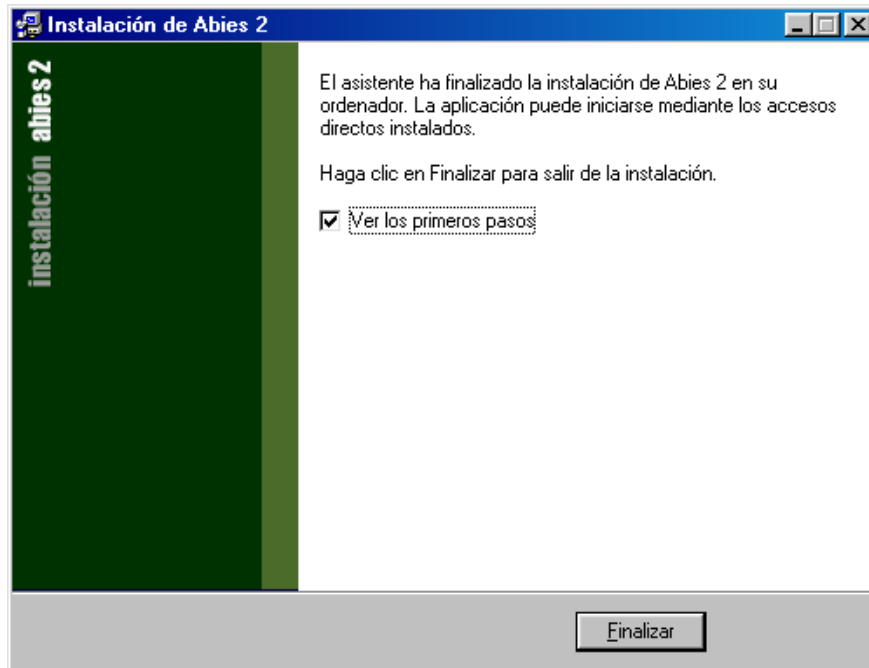 Instalación de Abies 2
instalación abies 2
El asistente ha finalizado la instalación de Abies 2 en su
ordenador. La aplicación puede iniciarse mediante los accesos
directos instalados.
Haga clic en Finalizar para salir de la instalación.
Ver los primeros pasos
Finalizar